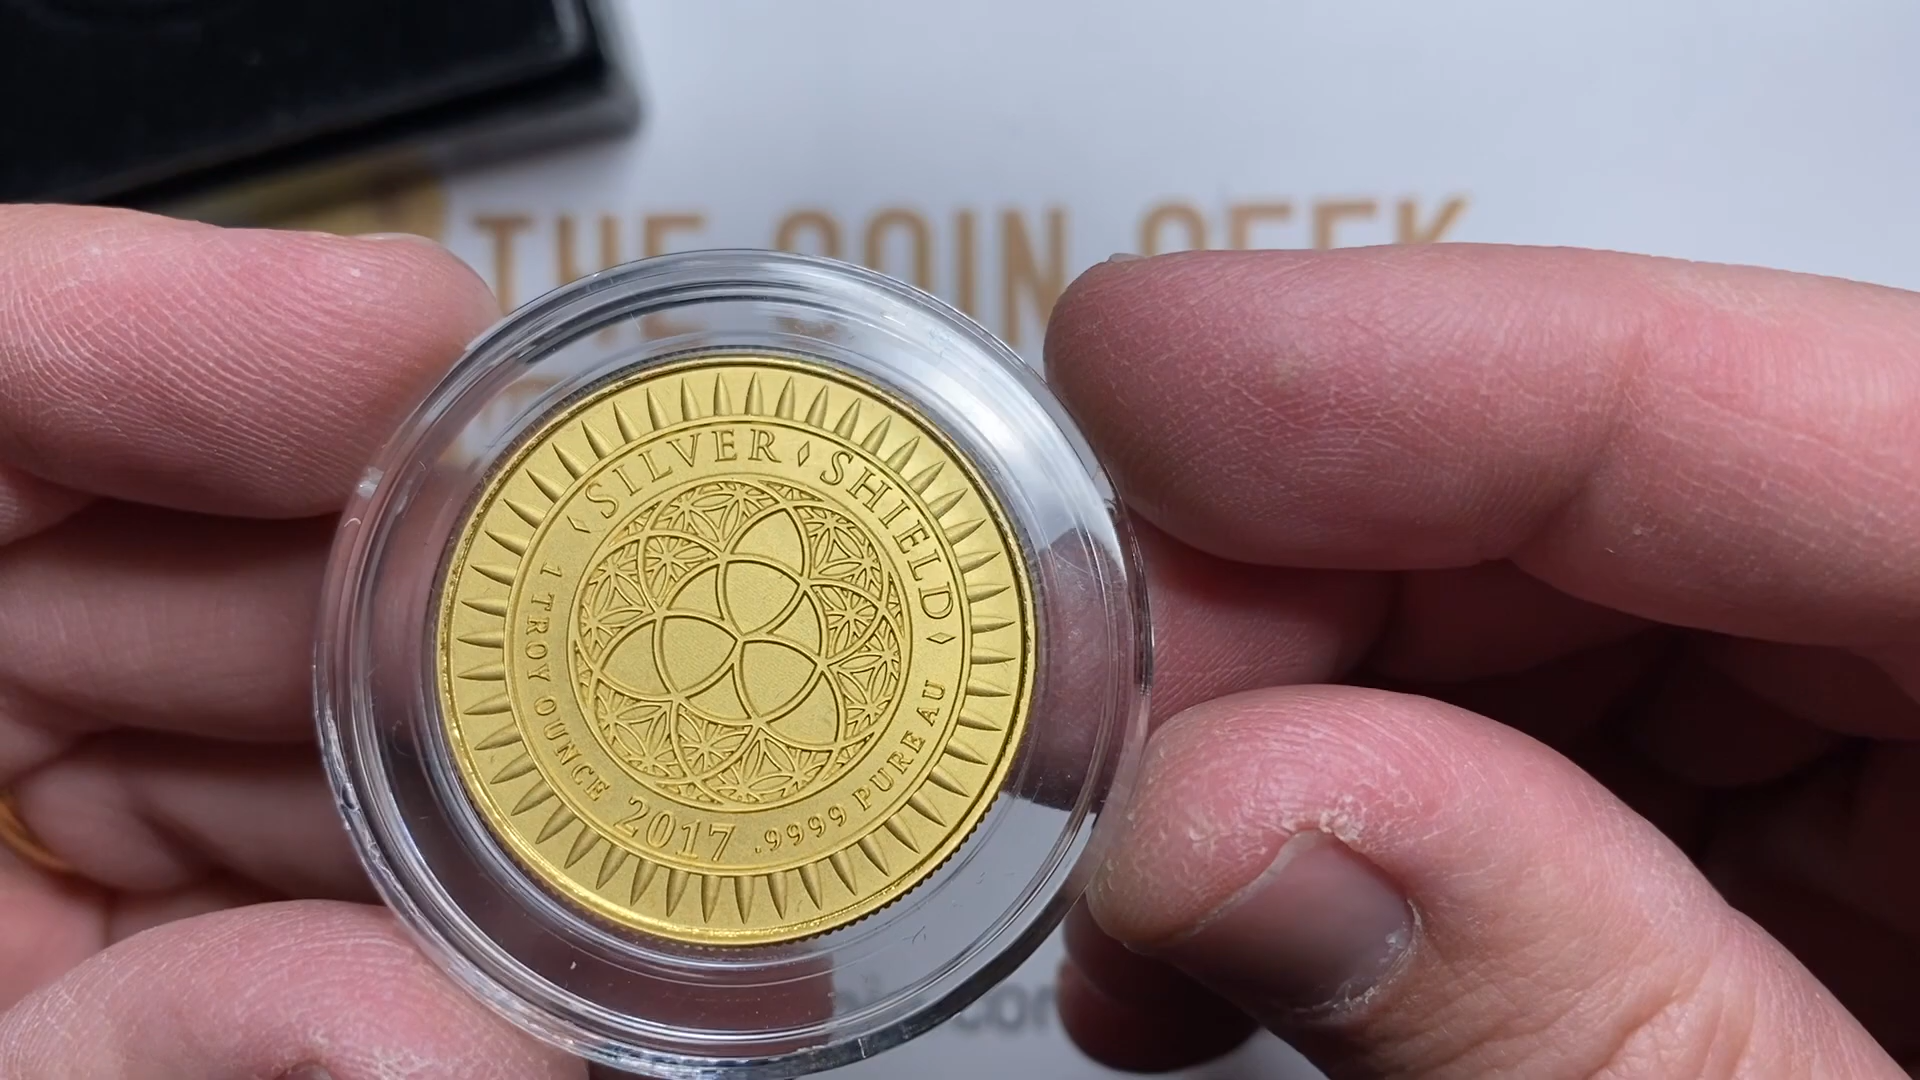 THE COIN GEEK
SILVER ◊ SHIELD
1 TROY OUNCE
2017
.9999 PURE AU